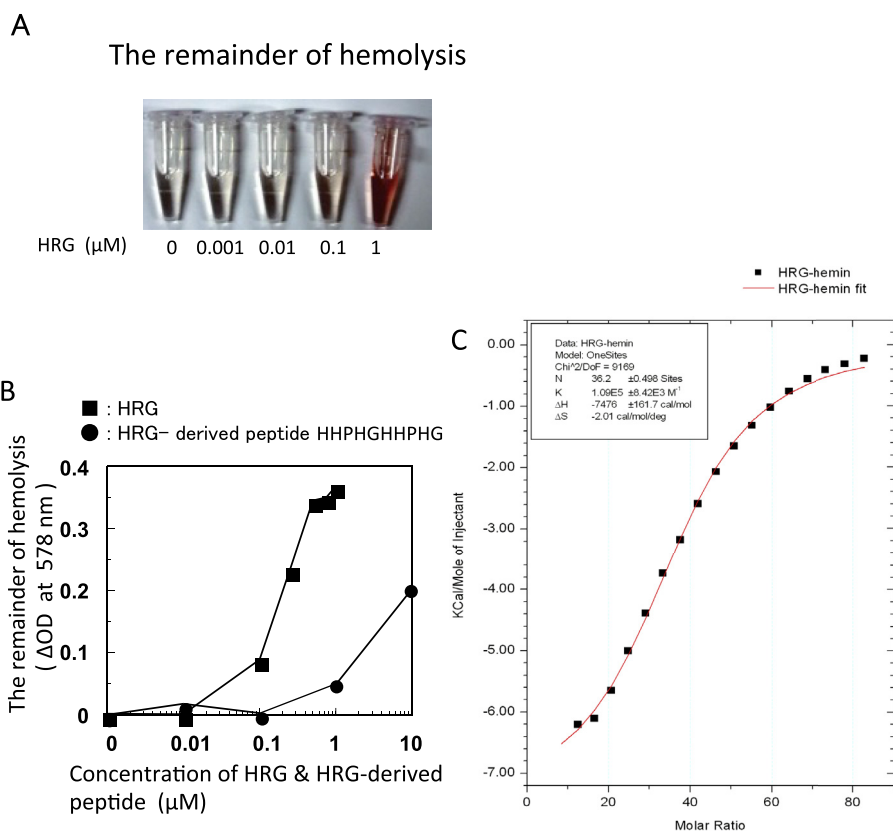 A
The remainder of hemolysis
HRG (μM) 0 0.001 0.01 0.1 1
B
■ : HRG
● : HRG- derived peptide HHPHGHHPHG
The remainder of hemolysis
( ΔOD at 578 nm )
0.4
0.3
0.2
0.1
0
0 0.01 0.1 1 10
Concentration of HRG & HRG-derived
peptide (μM)
C
HRG-hemin
HRG-hemin fit
Data: HRG-hemin
Model: OneSites
Chi^2/DoF = 9169
N 36.2 ±0.498 Sites
K 1.09E5 ±8.42E3 M⁻¹
ΔH -7476 ±161.7 cal/mol
ΔS -2.01 cal/mol/deg
KCal/Mole of Injectant
0.00
-1.00
-2.00
-3.00
-4.00
-5.00
-6.00
-7.00
0 20 40 60 80
Molar Ratio